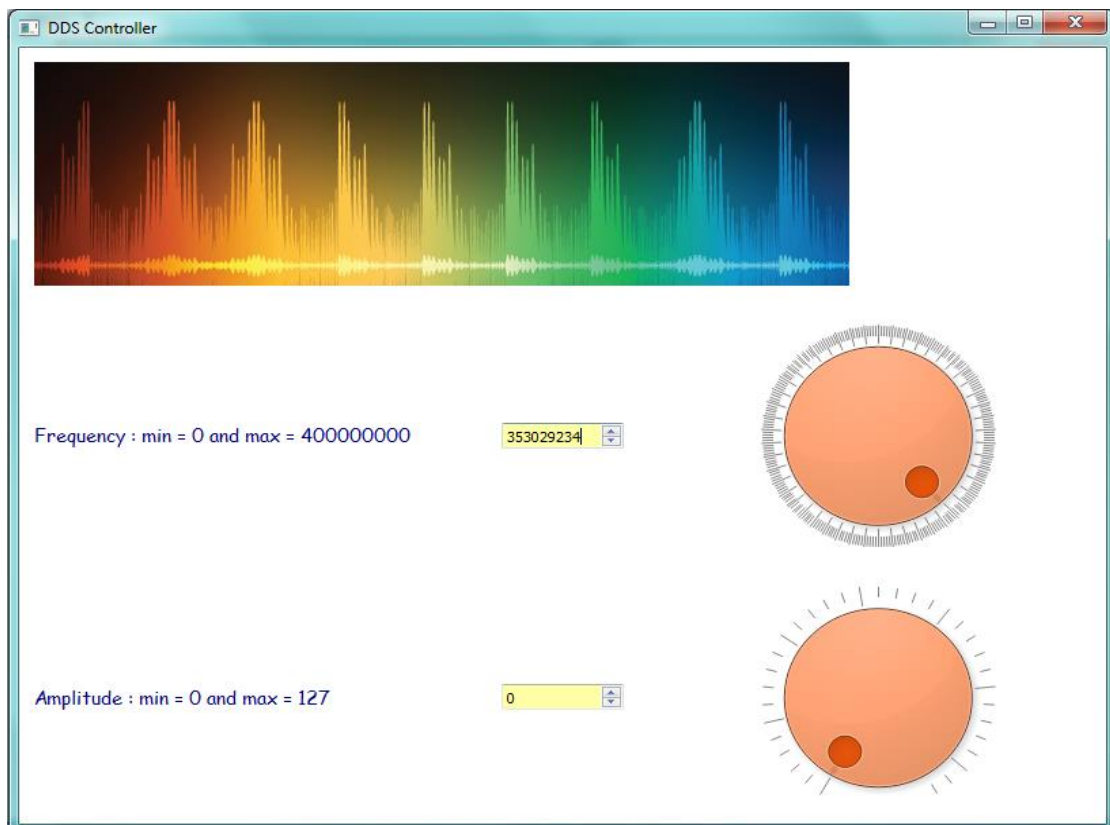 DDS Controller
Frequency : min = 0 and max = 400000000
353029234
Amplitude : min = 0 and max = 127
0